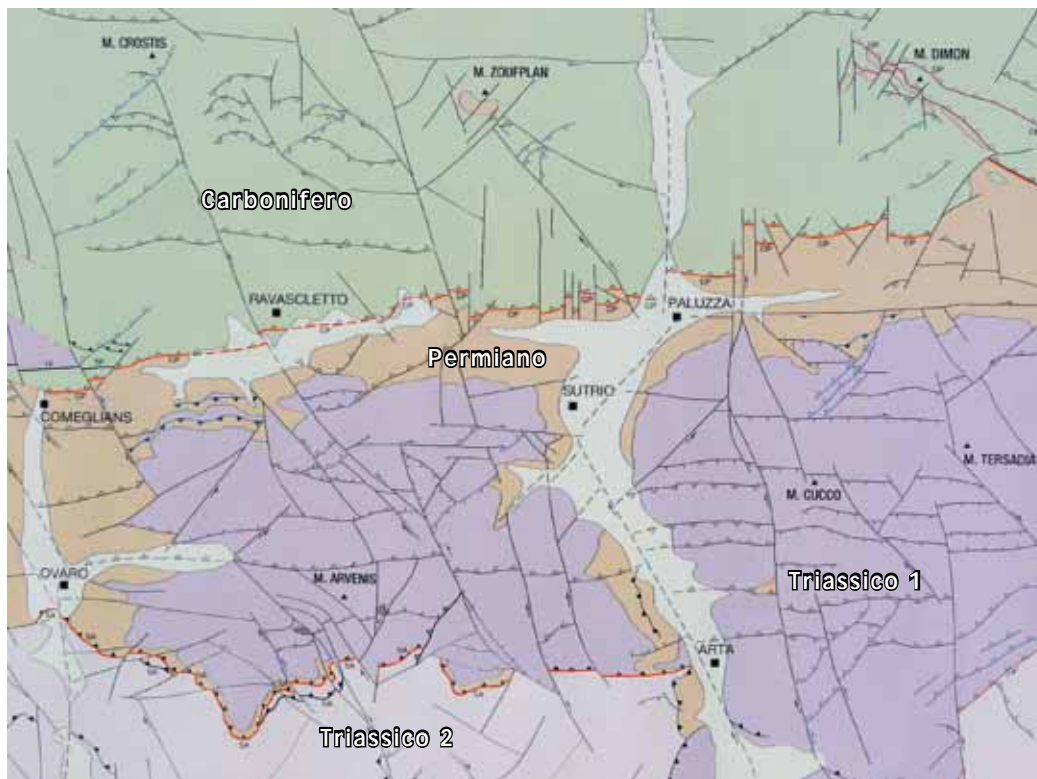 M. CROSTIS
M. ZOUFPLAN
M. DIMON
Carbonifero
RAVASCLETTO
PALUZZA
Permiano
SUTRIO
COMEGLIANS
M. TERSADIA
M. CUCCO
OVARO
M. ARVENIS
Triassico 1
ARTA
Triassico 2